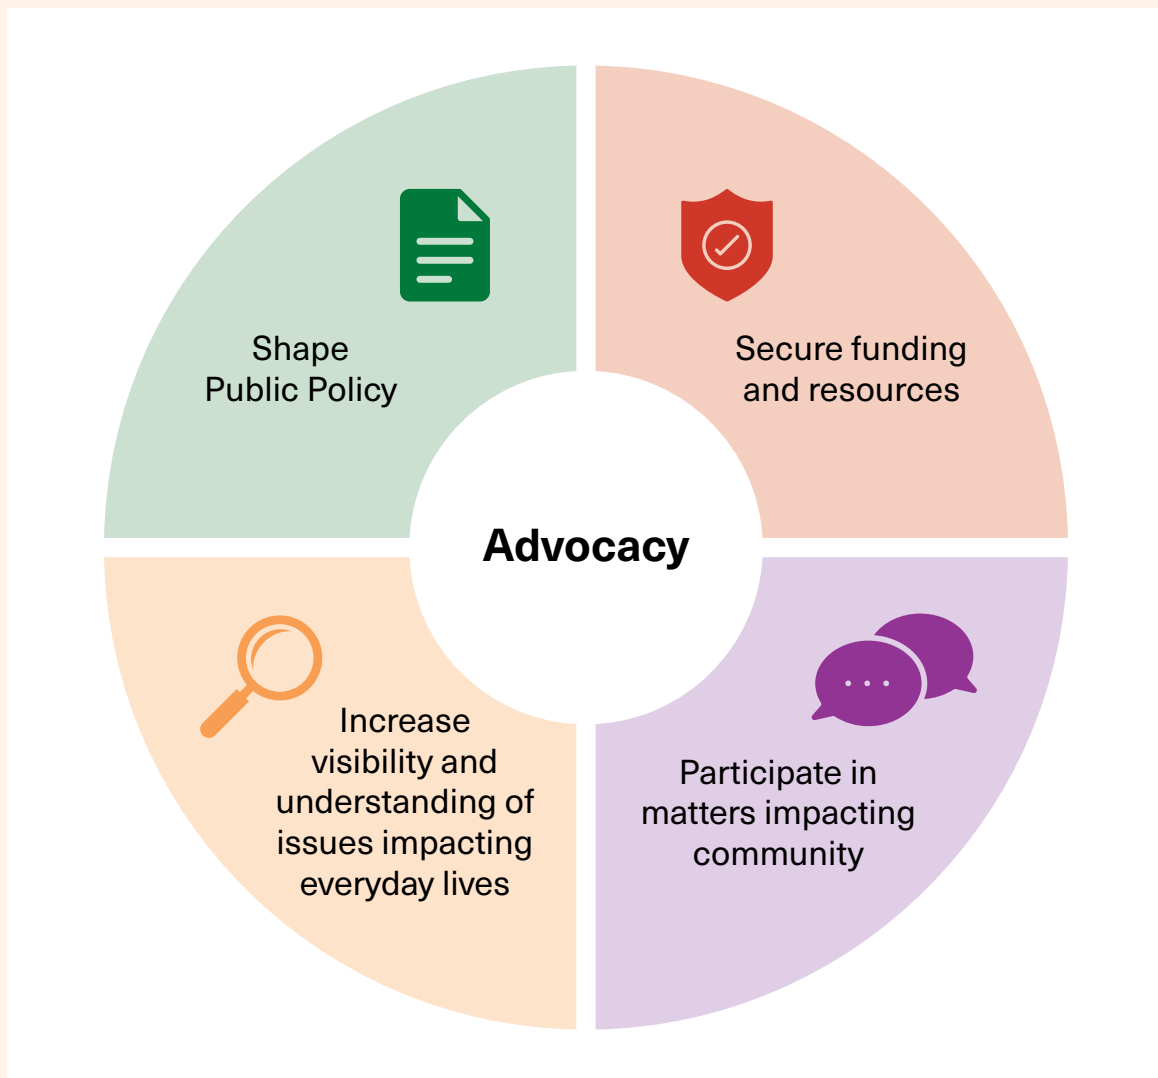 Shape
Public Policy
Secure funding
and resources
Advocacy
Increase
visibility and
understanding of
issues impacting
everyday lives
Participate in
matters impacting
community